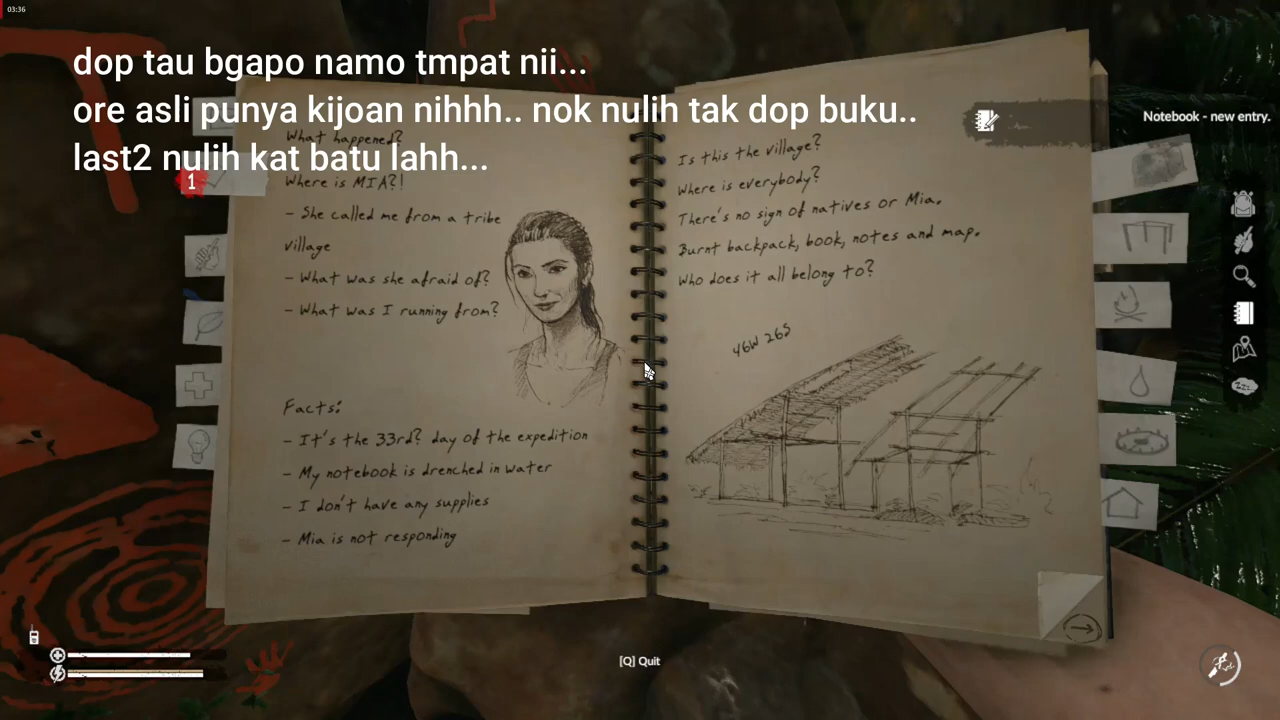 03:36
dop tau bgapo namo tmpat nii...
ore asli punya kijoan nihhh.. nok nulih tak dop buku..
last2 nulih kat batu lahh...
Notebook - new entry.
1
What happened?
Where is MIA?!
- She called me from a tribe
village
- What was she afraid of?
- What was I running from?
Facts:
- It's the 33rd? day of the expedition
- My notebook is drenched in water
- I don't have any supplies
- Mia is not responding
Is this the village?
Where is everybody?
There's no sign of natives or Mia.
Burnt backpack, book, notes and map.
Who does it all belong to?
46W 26S
Zzz
[Q] Quit